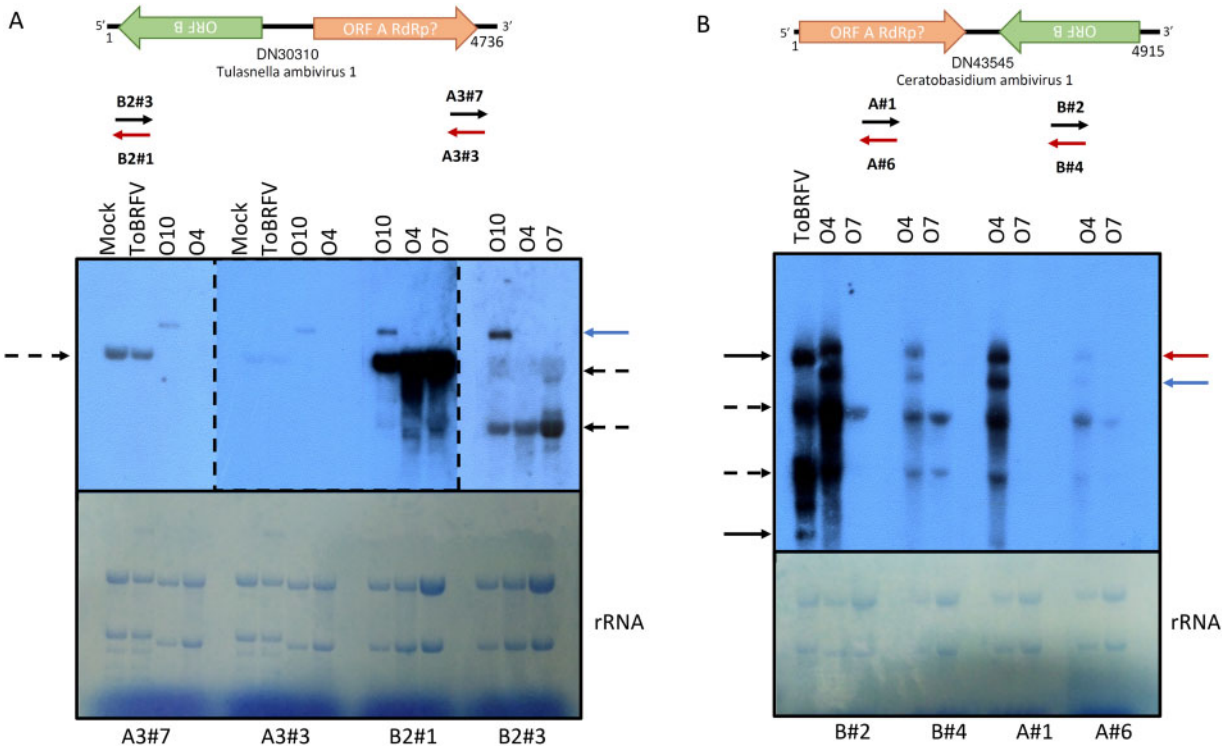 A
5′
ORF B
ORF A RdRp?
3′
1
4736
DN30310
Tulasnella ambivirus 1
B2#3
B2#1
A3#7
A3#3
Mock
ToBRFV
O10
O4
Mock
ToBRFV
O10
O4
O10
O4
O7
O10
O4
O7
rRNA
A3#7
A3#3
B2#1
B2#3
B
5′
ORF A RdRp?
ORF B
3′
1
4915
DN43545
Ceratobasidium ambivirus 1
A#1
A#6
B#2
B#4
ToBRFV
O4
O7
O4
O7
O4
O7
O4
O7
rRNA
B#2
B#4
A#1
A#6